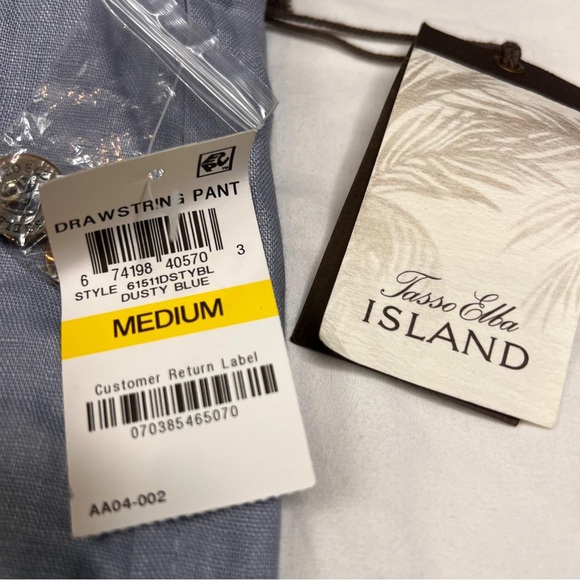 EPC
DRAWSTRING PANT
6 74198 40570 3
STYLE 61511DSTYBL
DUSTY BLUE
MEDIUM
Customer Return Label
070385465070
AA04-002
Tasso Elba
ISLAND